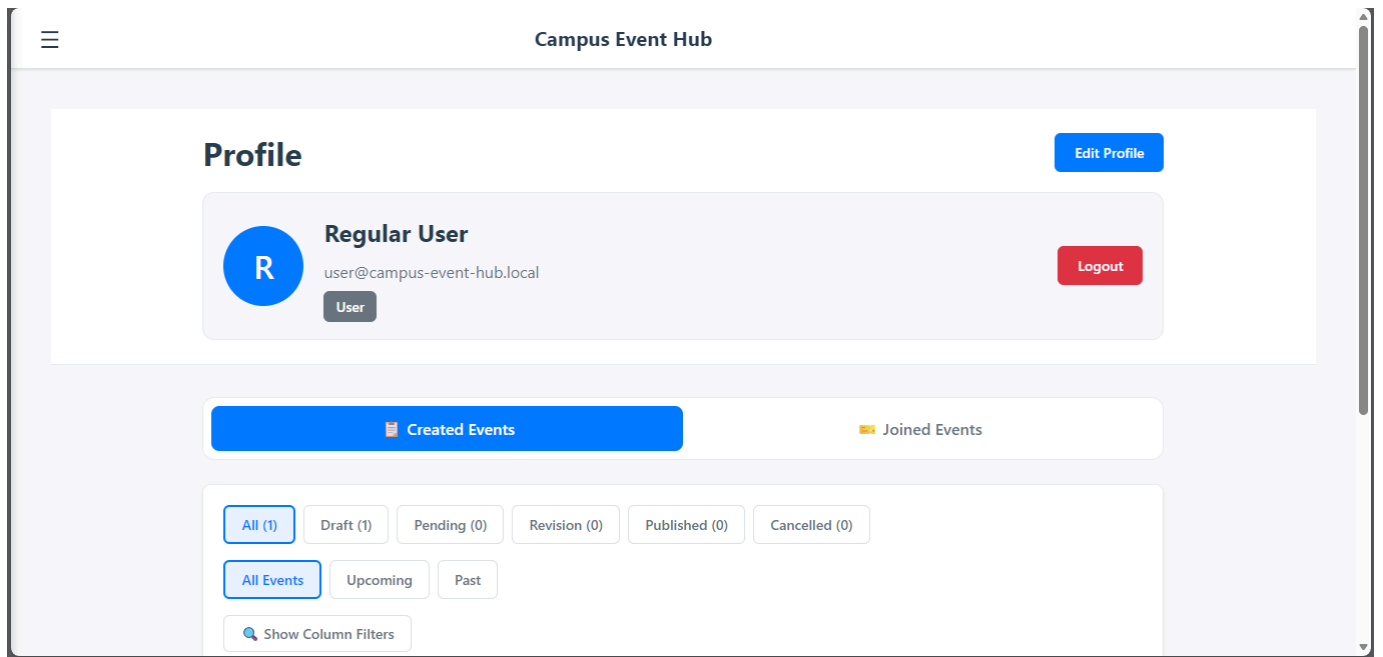 ☰ Campus Event Hub
Profile
Edit Profile
R
Regular User
user@campus-event-hub.local
User
Logout
📋 Created Events
🎫 Joined Events
All (1) Draft (1) Pending (0) Revision (0) Published (0) Cancelled (0)
All Events Upcoming Past
🔍 Show Column Filters